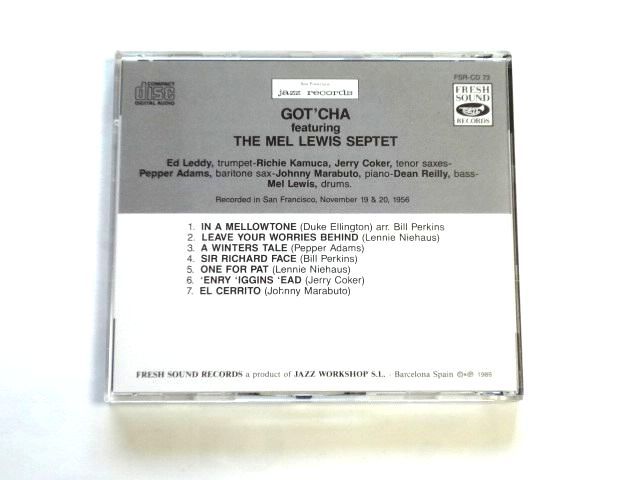 COMPACT
disc
DIGITAL AUDIO
San Francisco
jazz records
FSR-CD 73
FRESH
SOUND
RECORDS
GOT'CHA
featuring
THE MEL LEWIS SEPTET
Ed Leddy, trumpet-Richie Kamuca, Jerry Coker, tenor saxes-
Pepper Adams, baritone sax-Johnny Marabuto, piano-Dean Reilly, bass-
Mel Lewis, drums.
Recorded in San Francisco, November 19 & 20, 1956
1. IN A MELLOWTONE (Duke Ellington) arr. Bill Perkins
2. LEAVE YOUR WORRIES BEHIND (Lennie Niehaus)
3. A WINTERS TALE (Pepper Adams)
4. SIR RICHARD FACE (Bill Perkins)
5. ONE FOR PAT (Lennie Niehaus)
6. 'ENRY 'IGGINS 'EAD (Jerry Coker)
7. EL CERRITO (Johnny Marabuto)
FRESH SOUND RECORDS a product of JAZZ WORKSHOP S.L. - Barcelona Spain ©•℗ 1989